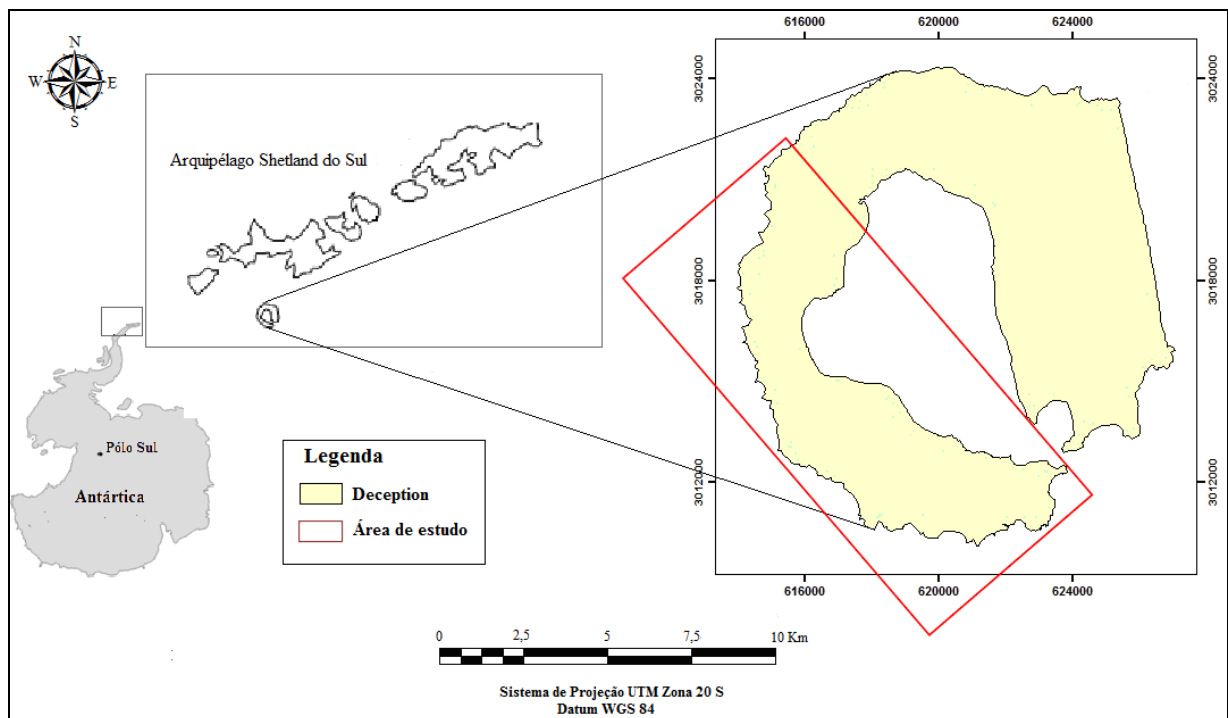 N
W
E
S
Arquipélago Shetland do Sul
Pólo Sul
Antártica
Legenda
Deception
Área de estudo
616000
620000
624000
3024000
3024000
3018000
3018000
3012000
3012000
616000
620000
624000
0 2,5 5 7,5 10 Km
Sistema de Projeção UTM Zona 20 S
Datum WGS 84